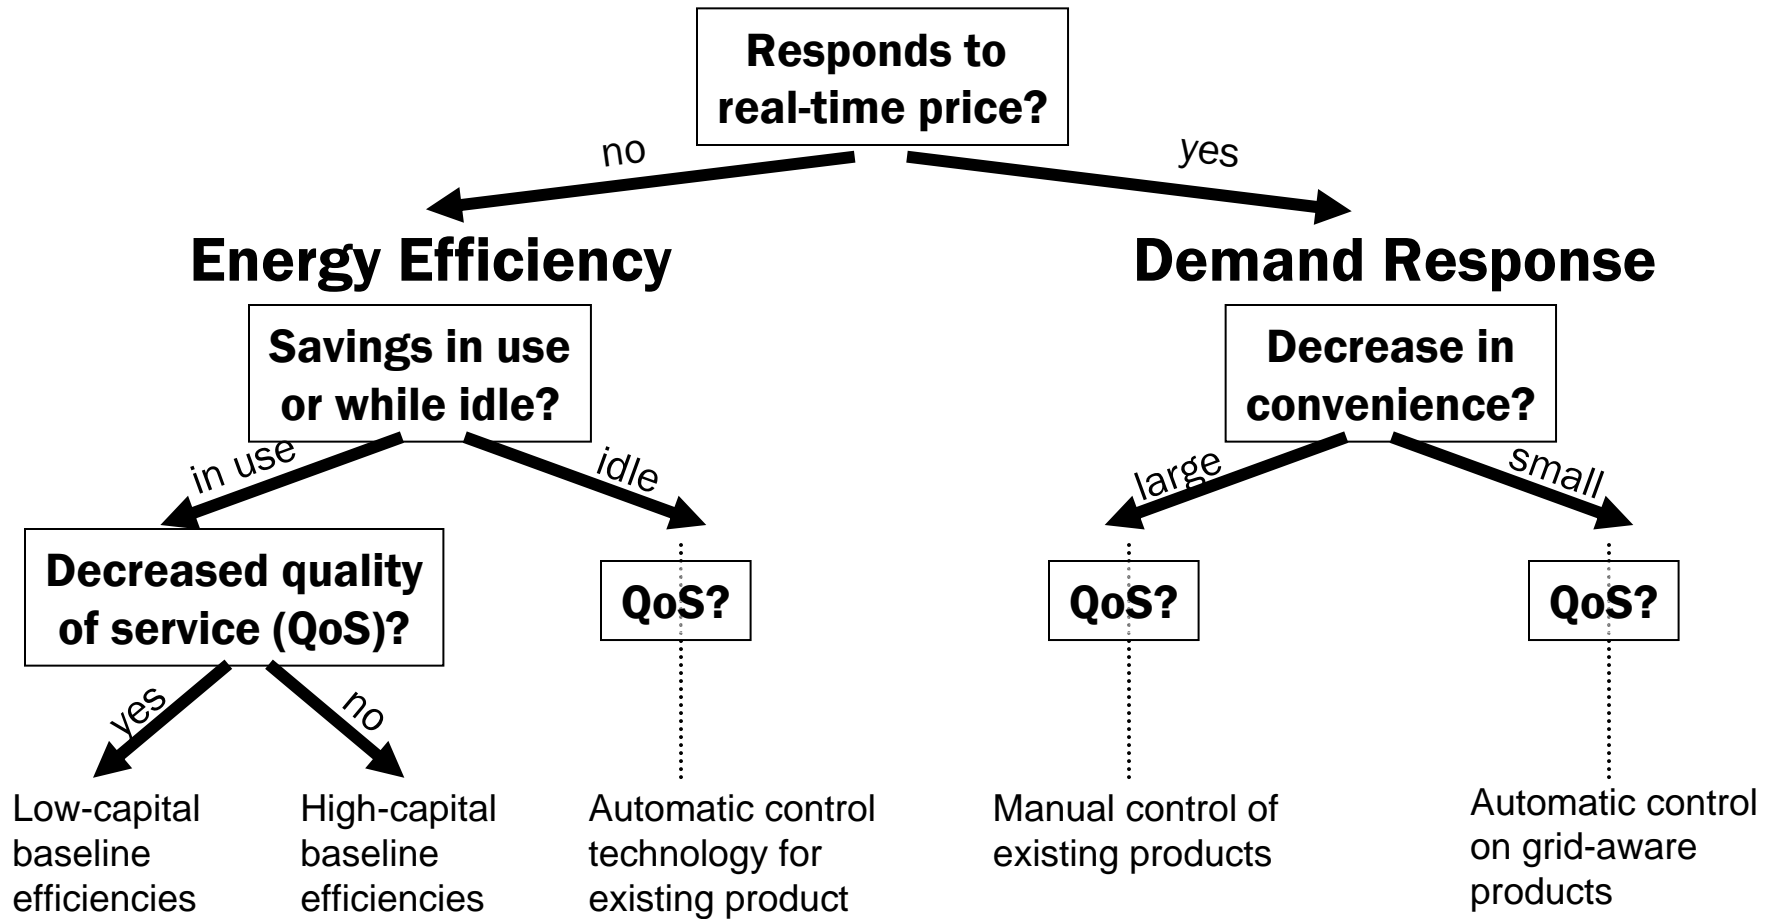 Responds to
real-time price?
no
yes
Energy Efficiency
Demand Response
Savings in use
or while idle?
Decrease in
convenience?
in use
idle
large
small
Decreased quality
of service (QoS)?
QoS?
QoS?
QoS?
yes
no
Low-capital
baseline
efficiencies
High-capital
baseline
efficiencies
Automatic control
technology for
existing product
Manual control of
existing products
Automatic control
on grid-aware
products